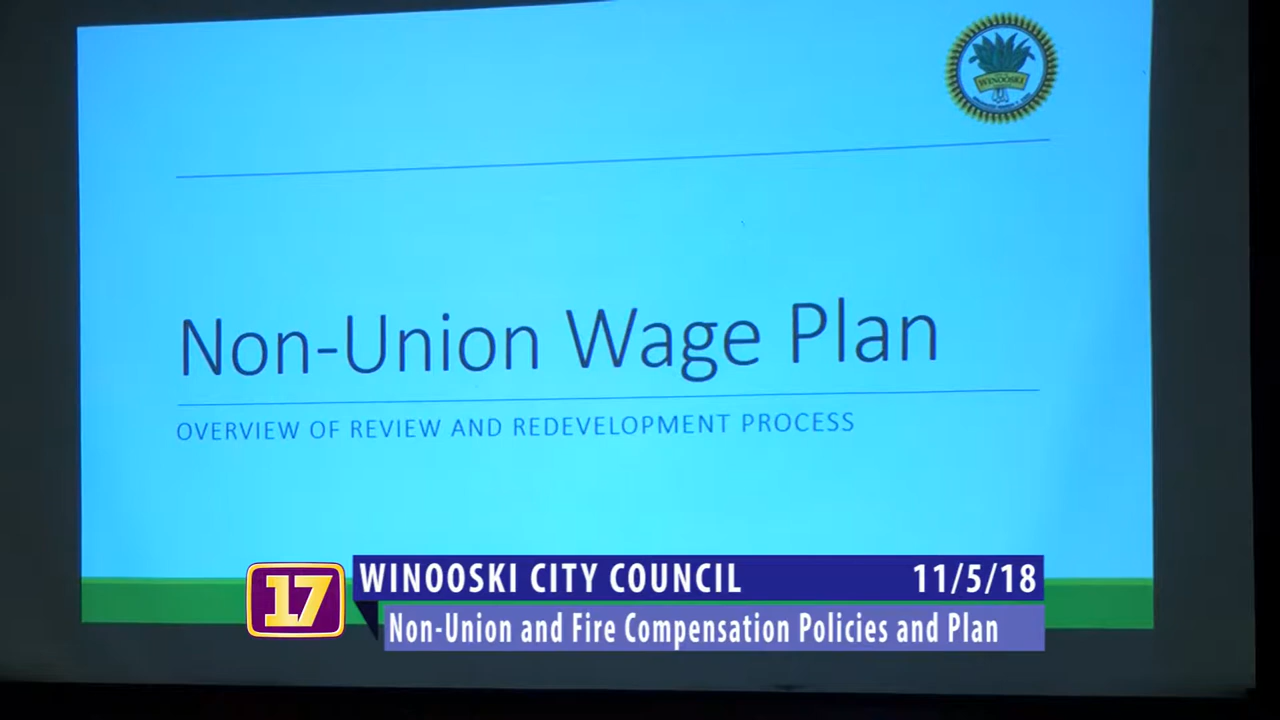 WINOOSKI
Non-Union Wage Plan
OVERVIEW OF REVIEW AND REDEVELOPMENT PROCESS
17
WINOOSKI CITY COUNCIL 11/5/18
Non-Union and Fire Compensation Policies and Plan